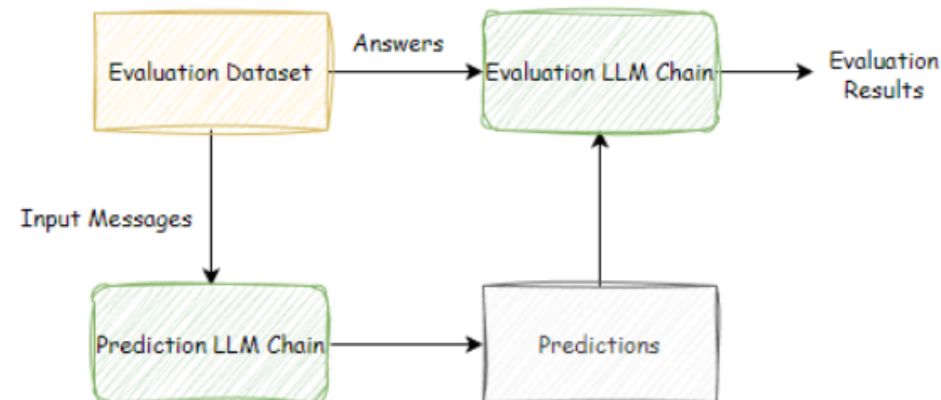 Answers
Evaluation Dataset
Evaluation LLM Chain
Evaluation
Results
Input Messages
Prediction LLM Chain
Predictions